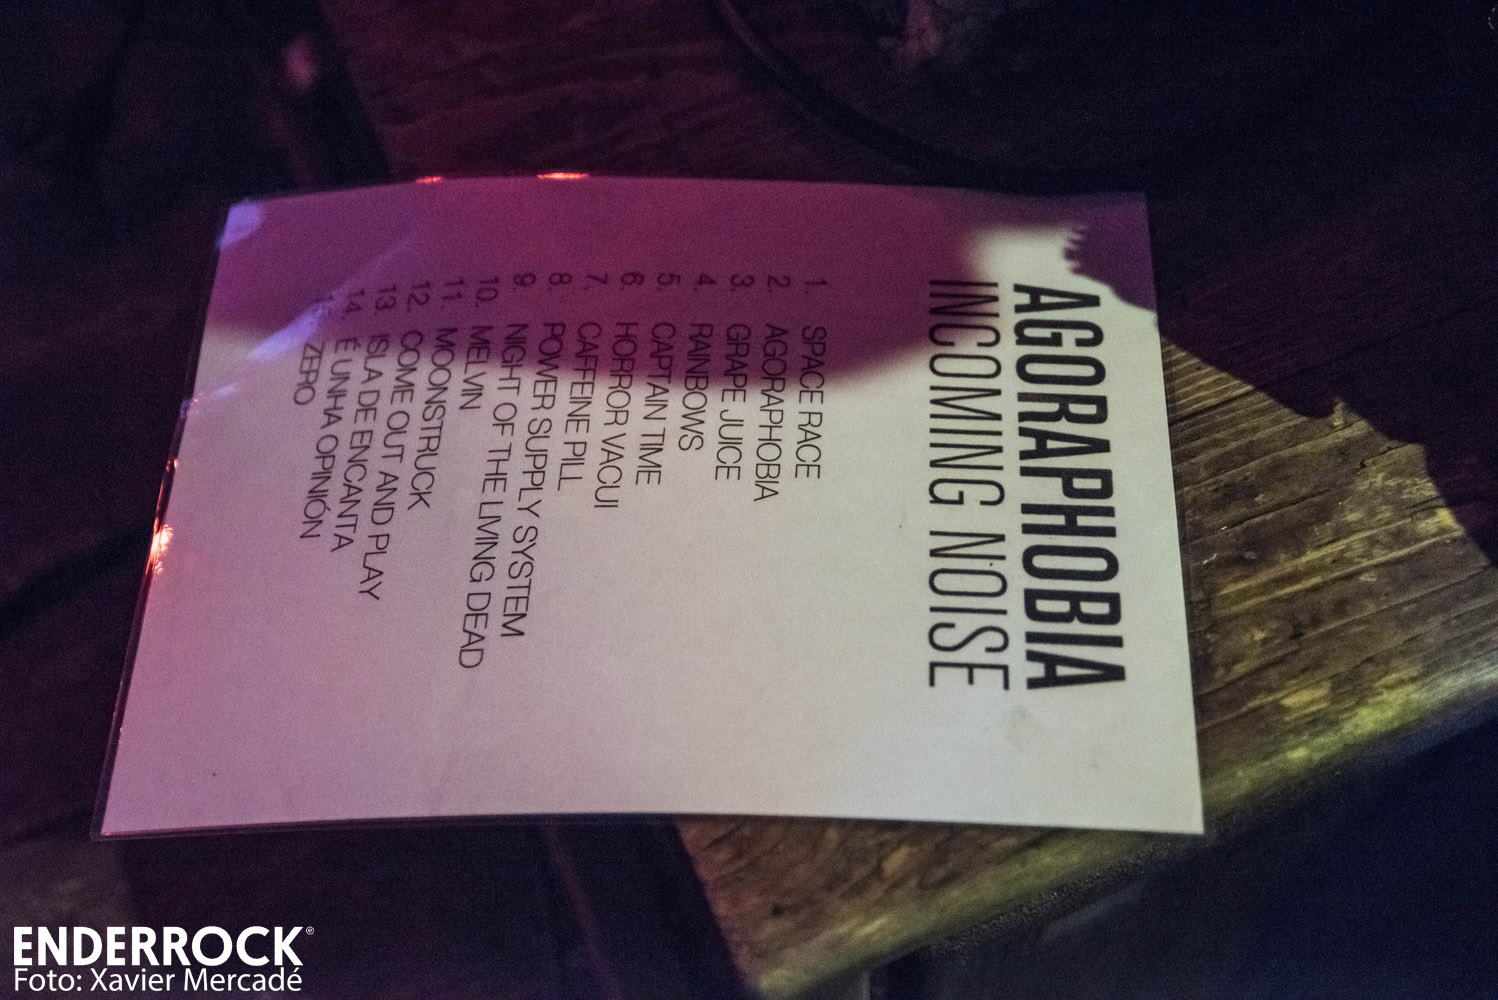 AGORAPHOBIA
INCOMING NOISE
1. SPACE RACE
2. AGORAPHOBIA
3. GRAPE JUICE
4. RAINBOWS
5. CAPTAIN TIME
6. HORROR VACUI
7. CAFFEINE PILL
8. POWER SUPPLY SYSTEM
9. NIGHT OF THE LIVING DEAD
10. MELVIN
11. MOONSTRUCK
12. COME OUT AND PLAY
13. ISLA DE ENCANTA
14. É UNHA OPINIÓN
15. ZERO
ENDERROCK®
Foto: Xavier Mercadé